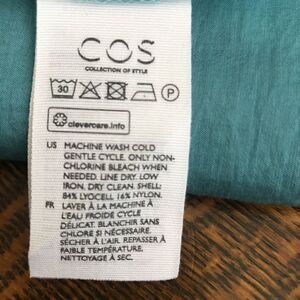 COS
COLLECTION OF STYLE
30
P
clevercare.info
US MACHINE WASH COLD
GENTLE CYCLE. ONLY NON-
CHLORINE BLEACH WHEN
NEEDED. LINE DRY. LOW
IRON. DRY CLEAN. SHELL:
84% LYOCELL 16% NYLON.
FR LAVER À LA MACHINE À
L'EAU FROIDE CYCLE
DÉLICAT. BLANCHIR SANS
CHLORE SI NÉCESSAIRE.
SÉCHER À L'AIR. REPASSER À
FAIBLE TEMPÉRATURE.
NETTOYAGE À SEC.